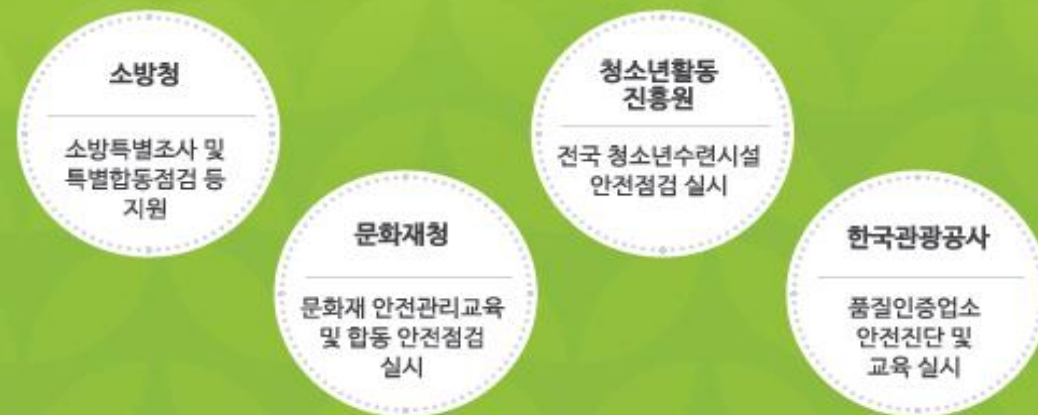 소방청
소방특별조사 및
특별합동점검 등
지원
문화재청
문화재 안전관리교육
및 합동 안전점검
실시
청소년활동
진흥원
전국 청소년수련시설
안전점검 실시
한국관광공사
품질인증업소
안전진단 및
교육 실시